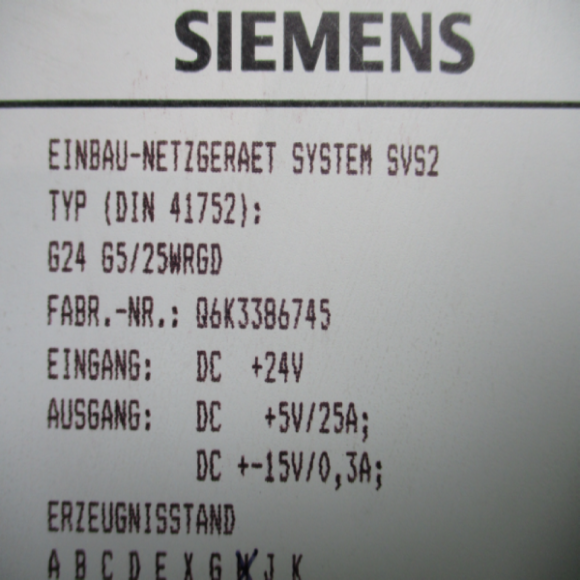 SIEMENS
EINBAU-NETZGERAET SYSTEM SVS2
TYP (DIN 41752):
G24 G5/25WRGD
FABR.-NR.: Q6K3386745
EINGANG: DC +24V
AUSGANG: DC +5V/25A;
DC +-15V/0,3A;
ERZEUGNISSTAND
A B C D E X G J K